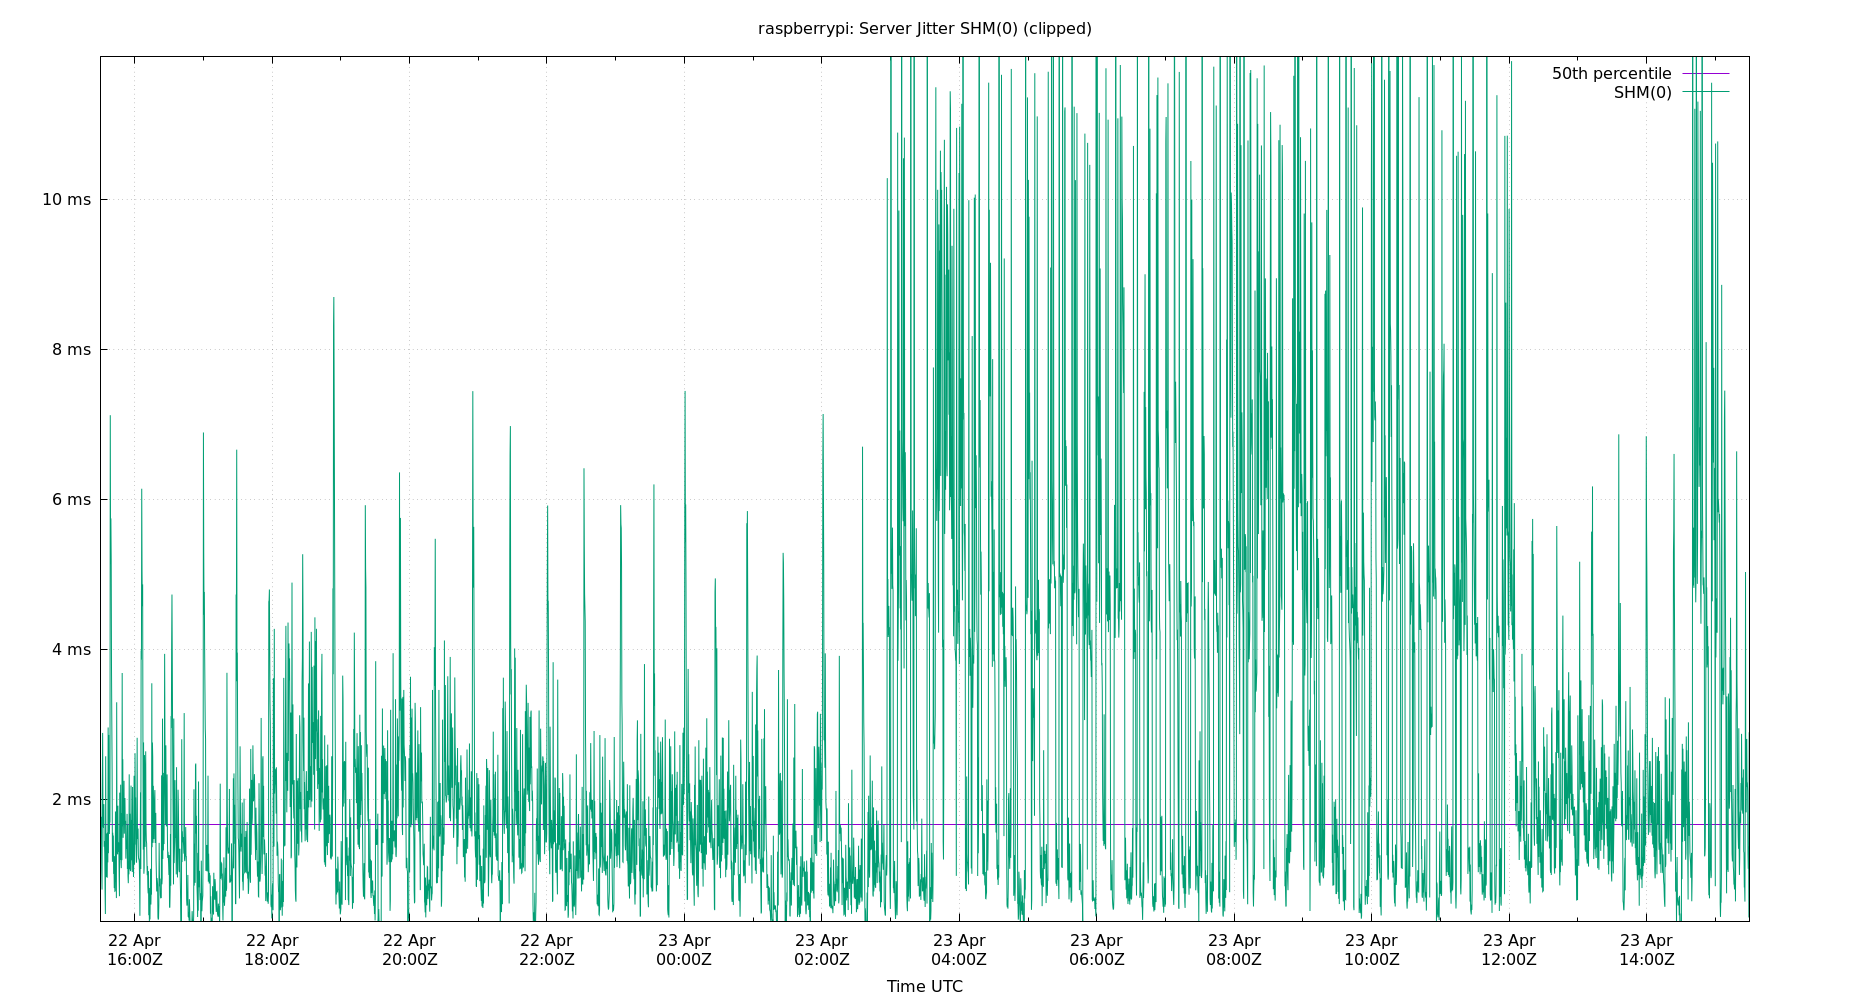 raspberrypi: Server Jitter SHM(0) (clipped)
50th percentile
SHM(0)
10 ms
8 ms
6 ms
4 ms
2 ms
22 Apr 22 Apr 22 Apr 22 Apr 23 Apr 23 Apr 23 Apr 23 Apr 23 Apr 23 Apr 23 Apr 23 Apr
16:00Z 18:00Z 20:00Z 22:00Z 00:00Z 02:00Z 04:00Z 06:00Z 08:00Z 10:00Z 12:00Z 14:00Z
Time UTC